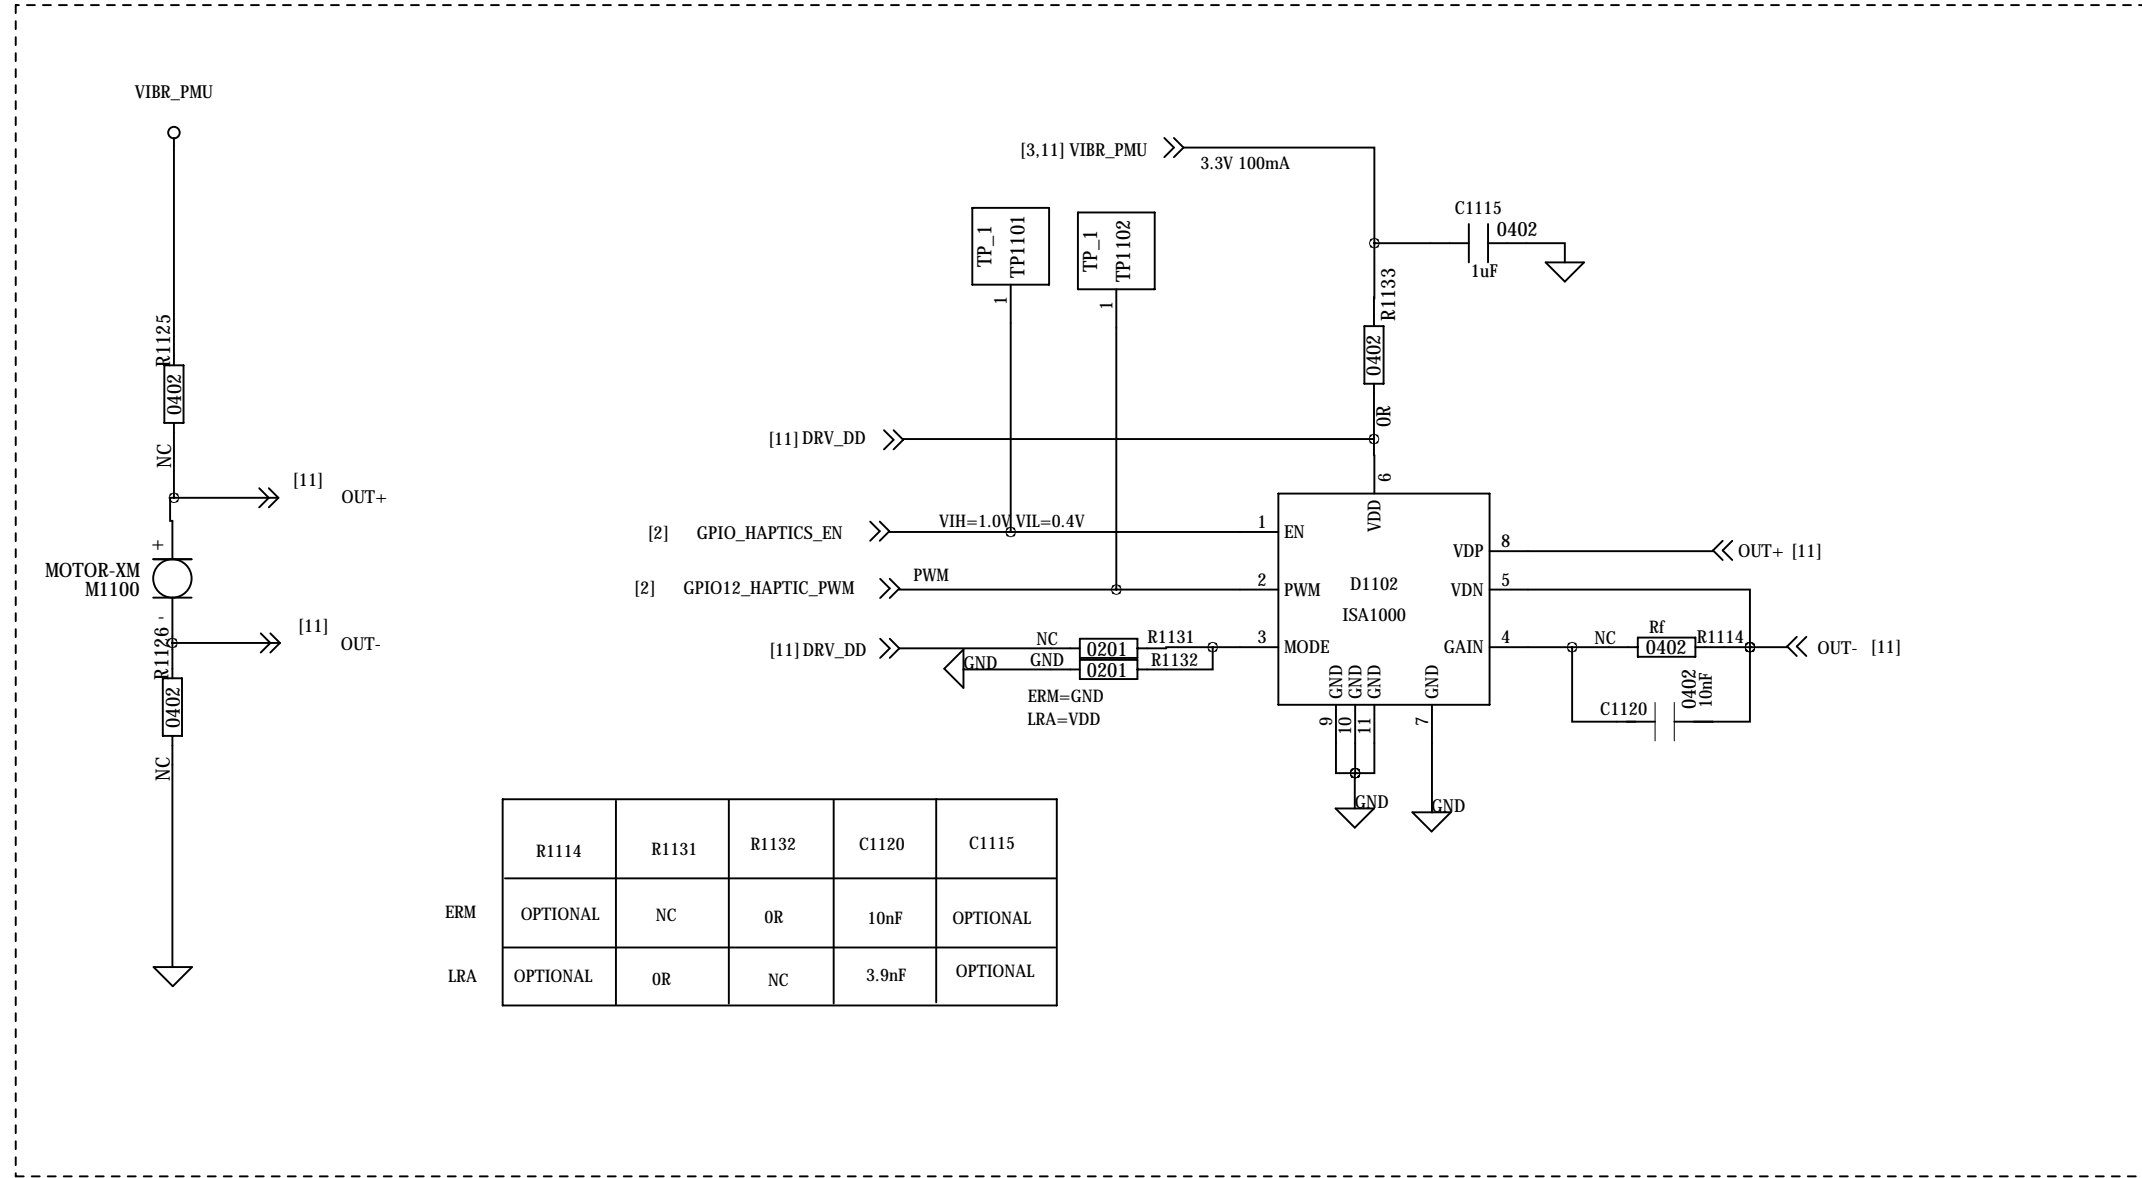 VIBR_PMU
R1125
0402
NC
[11]
OUT+
+
MOTOR-XM
M1100
-
[11]
OUT-
R1126
0402
NC
[3,11] VIBR_PMU
3.3V 100mA
C1115
0402
1uF
TP_1
TP1101
1
TP_1
TP1102
1
R1133
0402
0R
[11] DRV_DD
6
VDD
[2] GPIO_HAPTICS_EN
VIH=1.0V VIL=0.4V
1
EN
[2] GPIO12_HAPTIC_PWM
PWM
2
PWM
[11] DRV_DD
NC
0201
R1131
3
MODE
GND
GND
0201
R1132
ERM=GND
LRA=VDD
D1102
ISA1000
VDP
8
OUT+ [11]
VDN
5
GAIN
4
NC
Rf
0402
R1114
OUT- [11]
C1120
0402
10nF
GND
GND
GND
GND
9
10
11
7
GND
GND
R1114 R1131 R1132 C1120 C1115
ERM OPTIONAL NC 0R 10nF OPTIONAL
LRA OPTIONAL 0R NC 3.9nF OPTIONAL